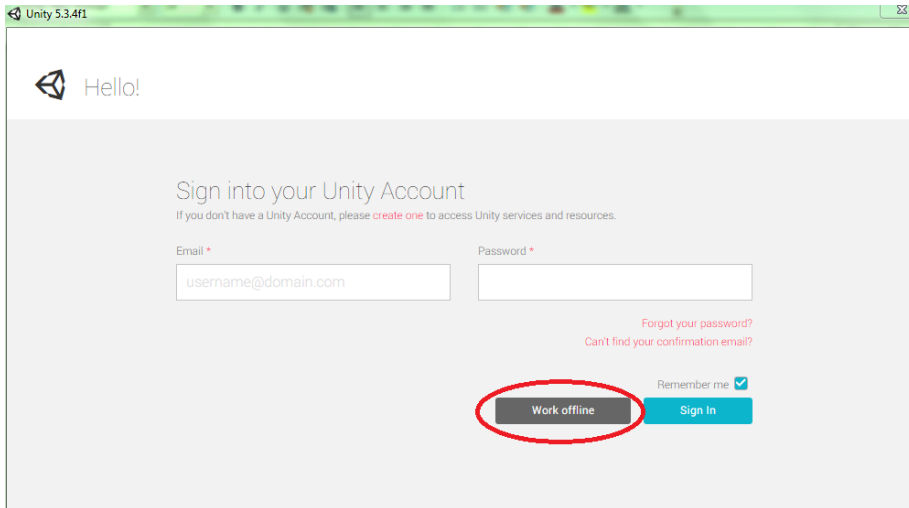 Unity 5.3.4f1
Hello!
Sign into your Unity Account
If you don't have a Unity Account, please create one to access Unity services and resources.
Email * Password *
username@domain.com
Forgot your password?
Can't find your confirmation email?
Remember me
Work offline Sign In